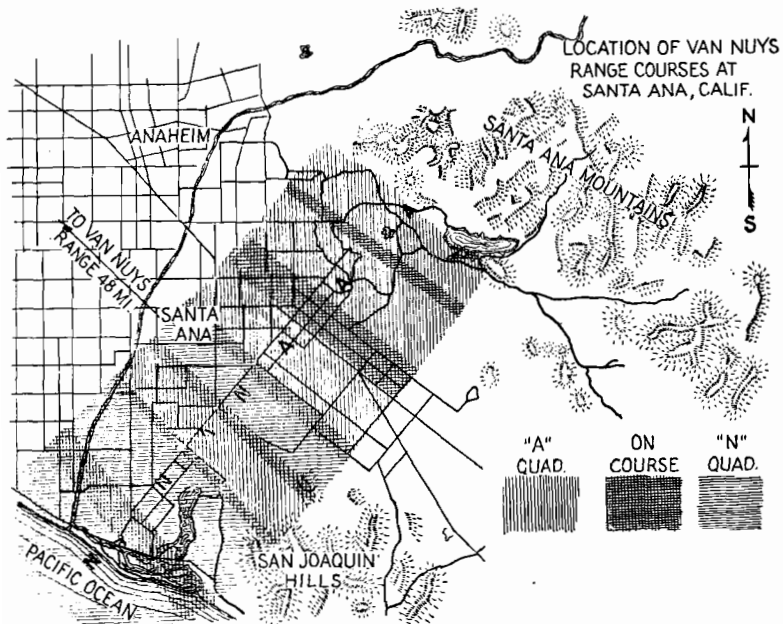 LOCATION OF VAN NUYS
RANGE COURSES AT
SANTA ANA, CALIF.
N
S
ANAHEIM
SANTA ANA MOUNTAINS
TO VAN NUYS
RANGE 48 MI.
SANTA
ANA
A
A
N
N
"A"
QUAD.
ON
COURSE
"N"
QUAD.
SAN JOAQUIN
HILLS
PACIFIC OCEAN